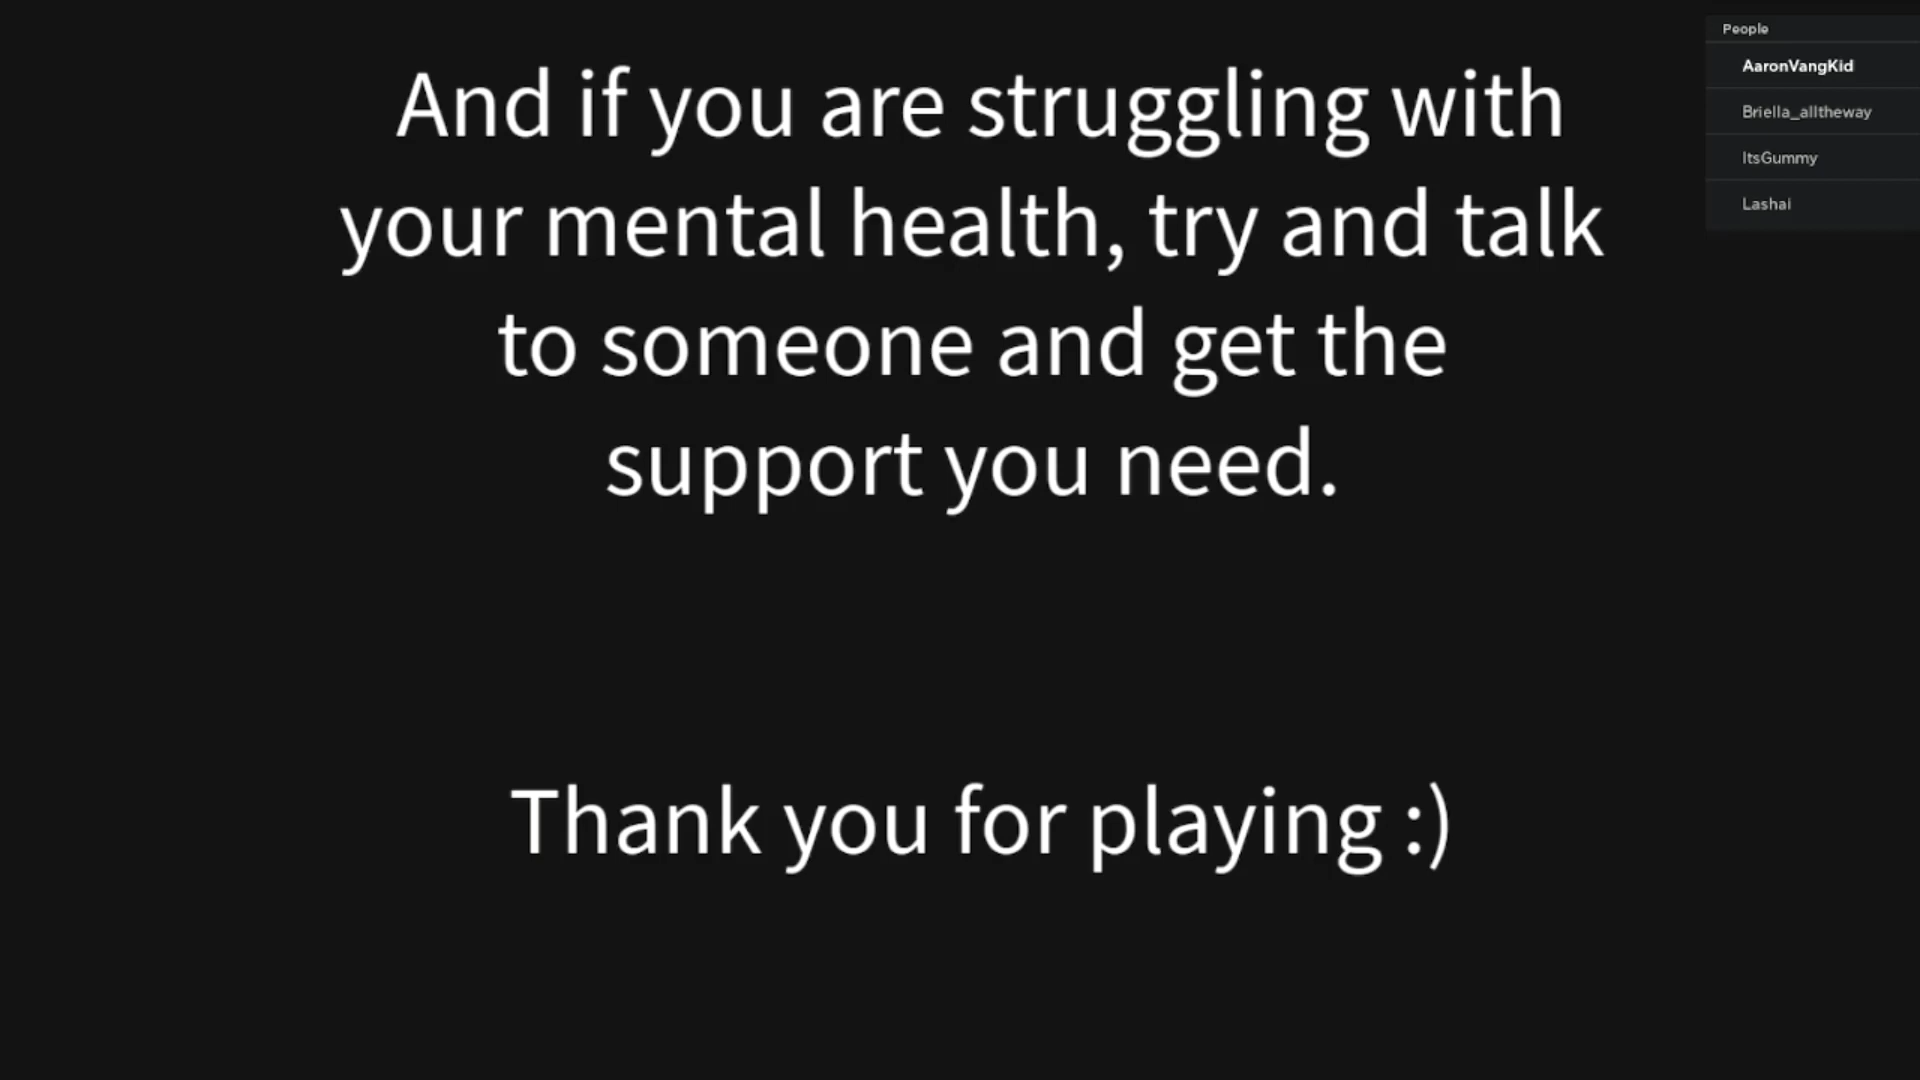 And if you are struggling with
your mental health, try and talk
to someone and get the
support you need.
Thank you for playing :)
People
AaronVangKid
Briella_alltheway
ItsGummy
Lashai